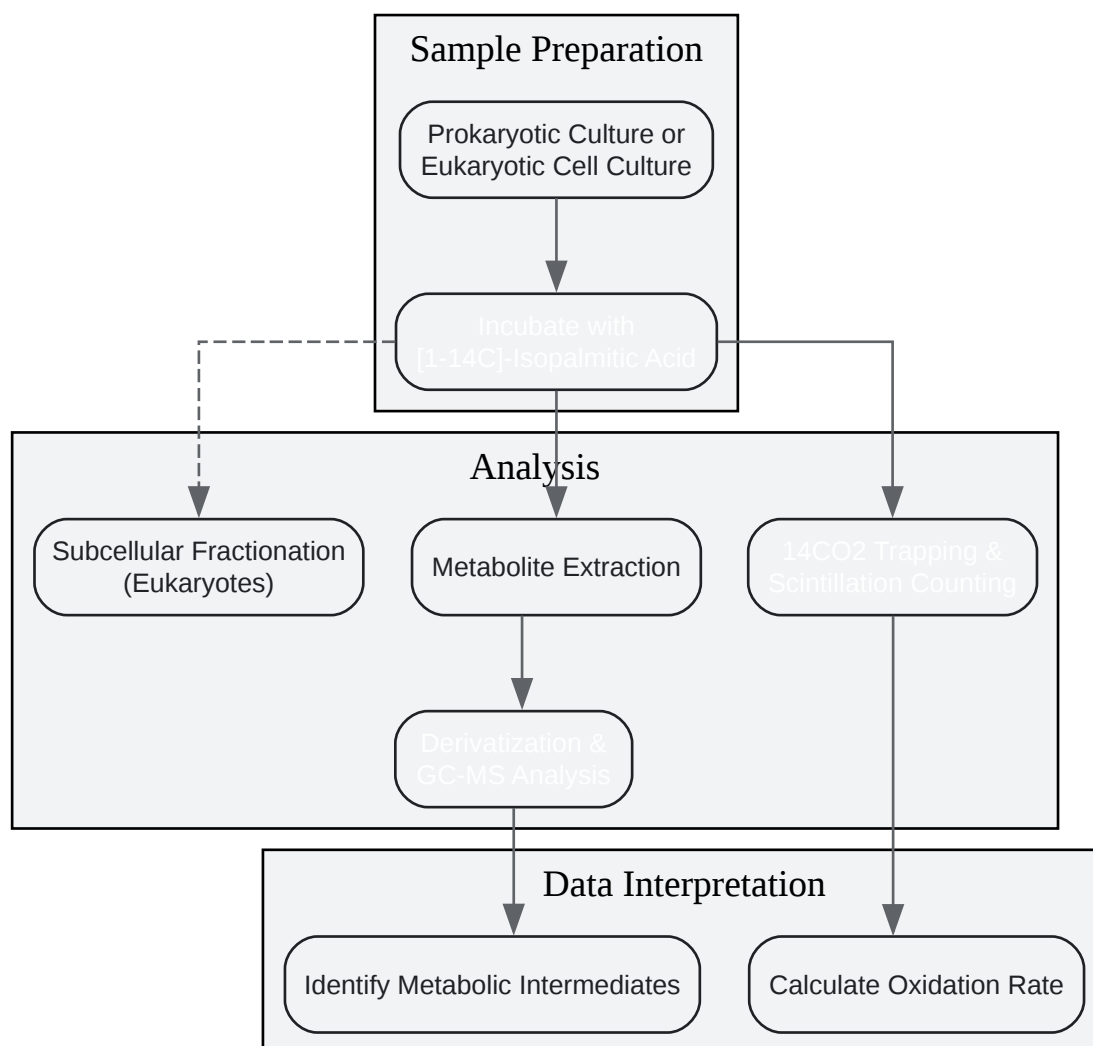 Sample Preparation
Prokaryotic Culture or
Eukaryotic Cell Culture
Incubate with
[1-14C]-Isopalmitic Acid
Analysis
Subcellular Fractionation
(Eukaryotes)
Metabolite Extraction
14CO2 Trapping &
Scintillation Counting
Derivatization &
GC-MS Analysis
Data Interpretation
Identify Metabolic Intermediates
Calculate Oxidation Rate